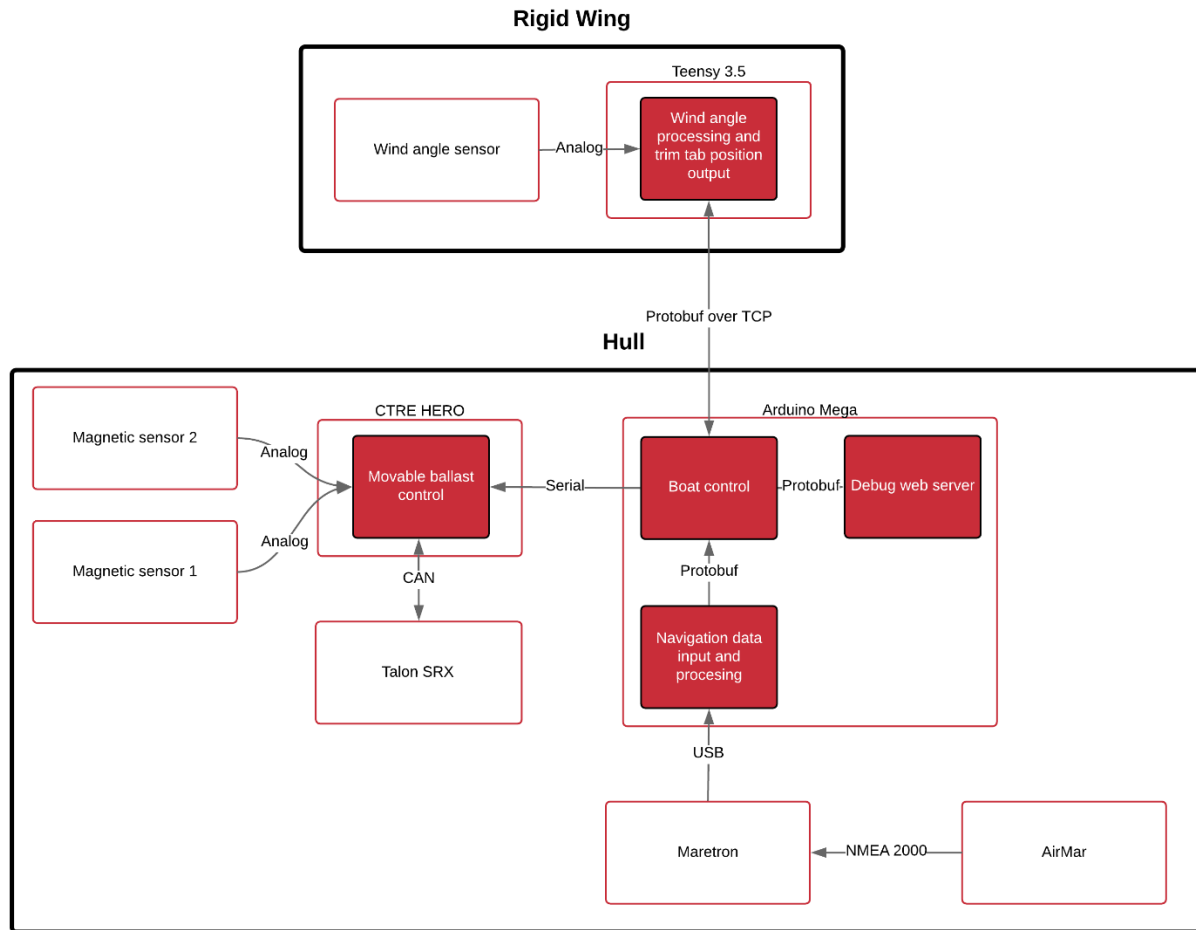 Rigid Wing
Teensy 3.5
Wind angle sensor
Analog
Wind angle
processing and
trim tab position
output
Protobuf over TCP
Hull
Magnetic sensor 2
Analog
Magnetic sensor 1
Analog
CTRE HERO
Movable ballast
control
CAN
Talon SRX
Serial
Arduino Mega
Boat control
Protobuf
Debug web server
Protobuf
Navigation data
input and
procesing
USB
Maretron
NMEA 2000
AirMar